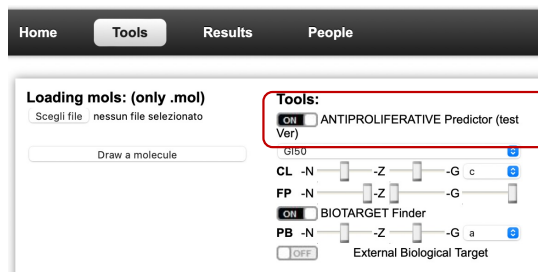 Home Tools Results People
Loading mols: (only .mol)
Scegli file nessun file selezionato
Draw a molecule
Tools:
ON ANTIPROLIFERATIVE Predictor (test
Ver)
GI50
CL -N -Z -G c
FP -N -Z -G
ON BIOTARGET Finder
PB -N -Z -G a
OFF External Biological Target